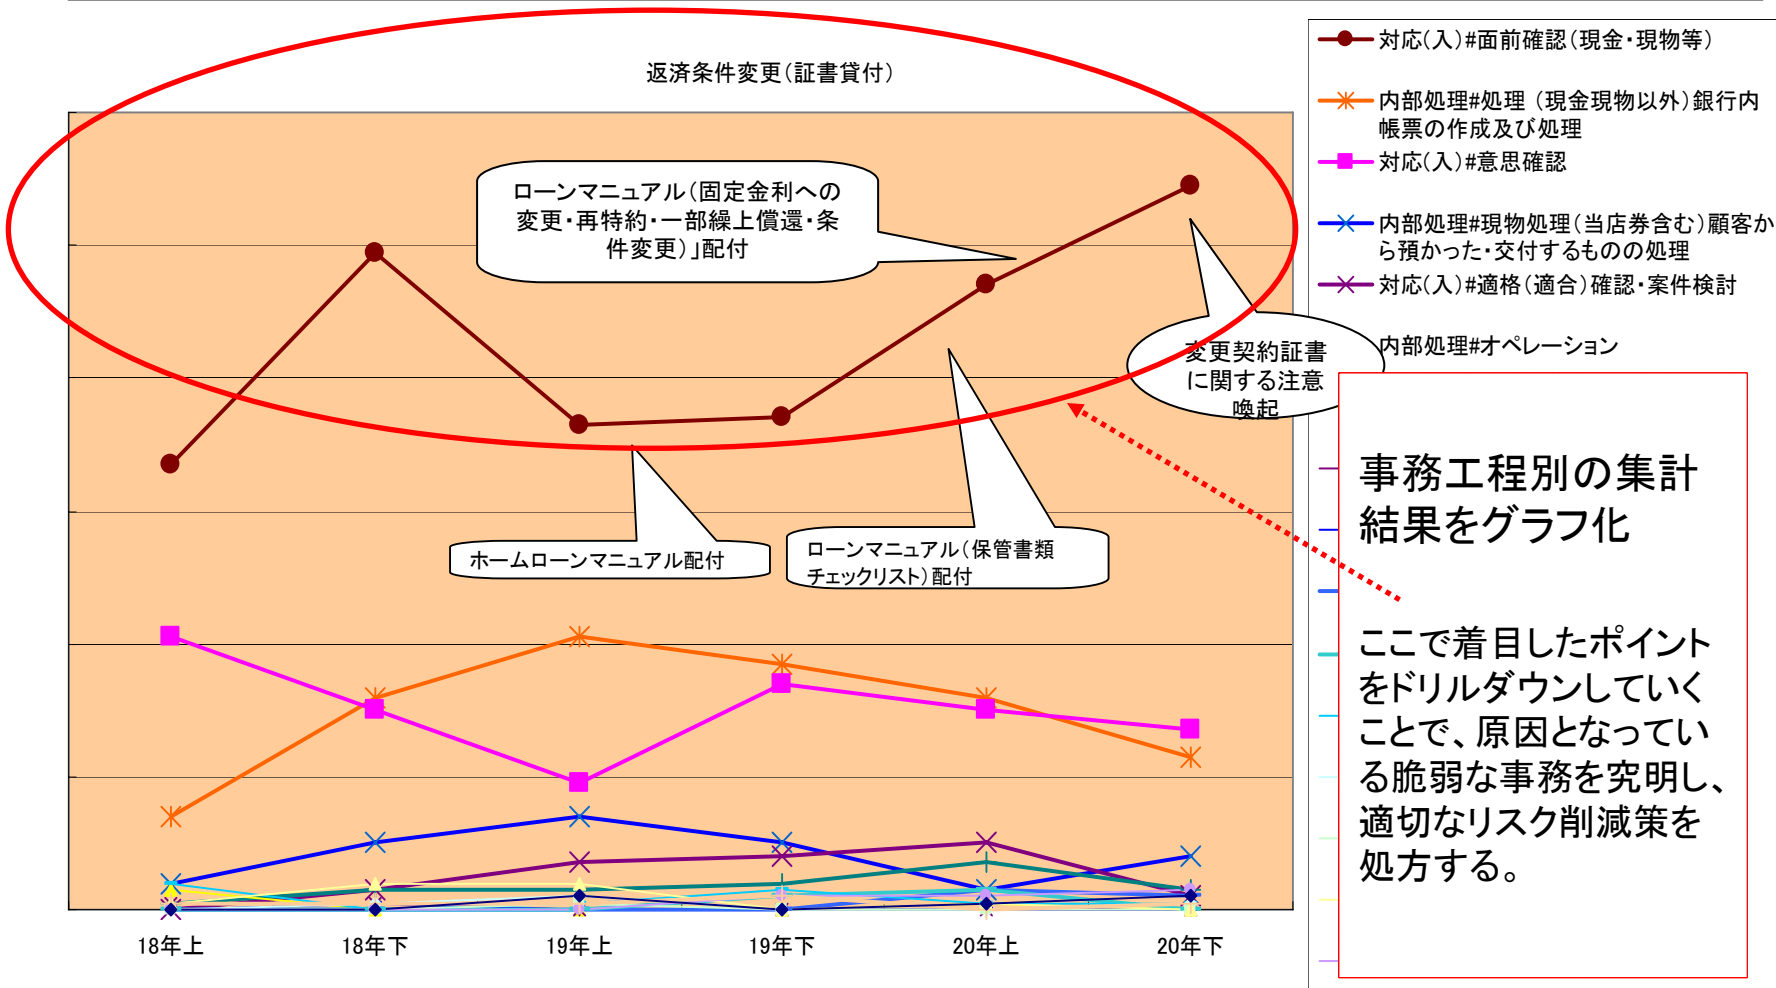 返済条件変更（証書貸付）
ローンマニュアル（固定金利への
変更・再特約・一部繰上償還・条
件変更）」配付
変更契約証書
に関する注意
喚起
ホームローンマニュアル配付
ローンマニュアル（保管書類
チェックリスト）配付
18年上
18年下
19年上
19年下
20年上
20年下
対応(入)#面前確認（現金・現物等）
内部処理#処理（現金現物以外）銀行内
帳票の作成及び処理
対応(入)#意思確認
内部処理#現物処理（当店券含む）顧客か
ら預かった・交付するものの処理
対応(入)#適格（適合）確認・案件検討
内部処理#オペレーション
事務工程別の集計
結果をグラフ化
ここで着目したポイント
をドリルダウンしていく
ことで、原因となってい
る脆弱な事務を究明し、
適切なリスク削減策を
処方する。